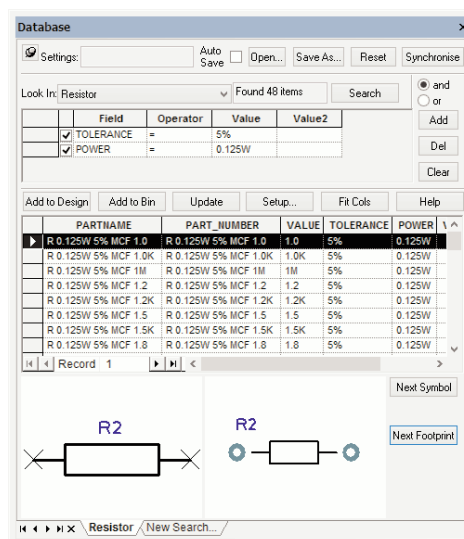 Database
Settings: Auto Save Open... Save As... Reset Synchronise
Look In: Resistor Found 48 items Search and
or
Field Operator Value Value2 Add
TOLERANCE = 5%
POWER = 0.125W Del
Clear
Add to Design Add to Bin Update Setup... Fit Cols Help
PARTNAME PART_NUMBER VALUE TOLERANCE POWER
R 0.125W 5% MCF 1.0 R 0.125W 5% MCF 1.0 1.0 5% 0.125W
R 0.125W 5% MCF 1.0K R 0.125W 5% MCF 1.0K 1.0K 5% 0.125W
R 0.125W 5% MCF 1M R 0.125W 5% MCF 1M 1M 5% 0.125W
R 0.125W 5% MCF 1.2 R 0.125W 5% MCF 1.2 1.2 5% 0.125W
R 0.125W 5% MCF 1.2K R 0.125W 5% MCF 1.2K 1.2K 5% 0.125W
R 0.125W 5% MCF 1.5 R 0.125W 5% MCF 1.5 1.5 5% 0.125W
R 0.125W 5% MCF 1.5K R 0.125W 5% MCF 1.5K 1.5K 5% 0.125W
R 0.125W 5% MCF 1.8 R 0.125W 5% MCF 1.8 1.8 5% 0.125W
Record 1
Next Symbol
R2 R2
Next Footprint
Resistor New Search...